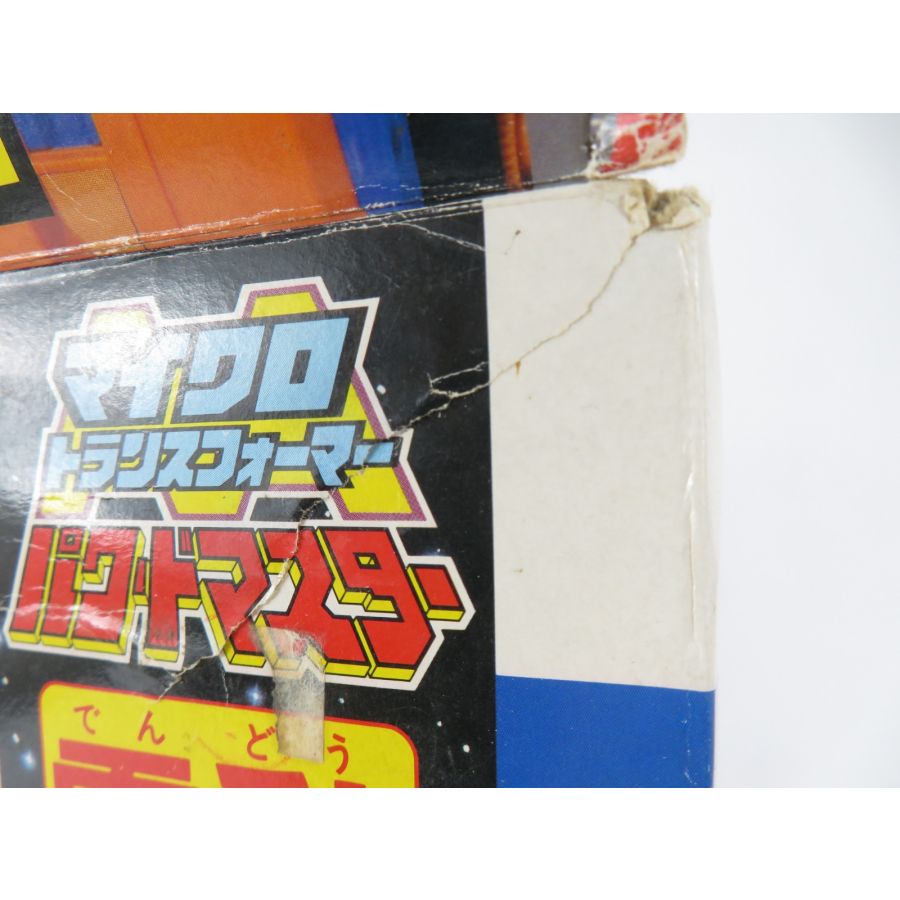 マイクロ
トランスフォーマー
パワードマスター
でんどう